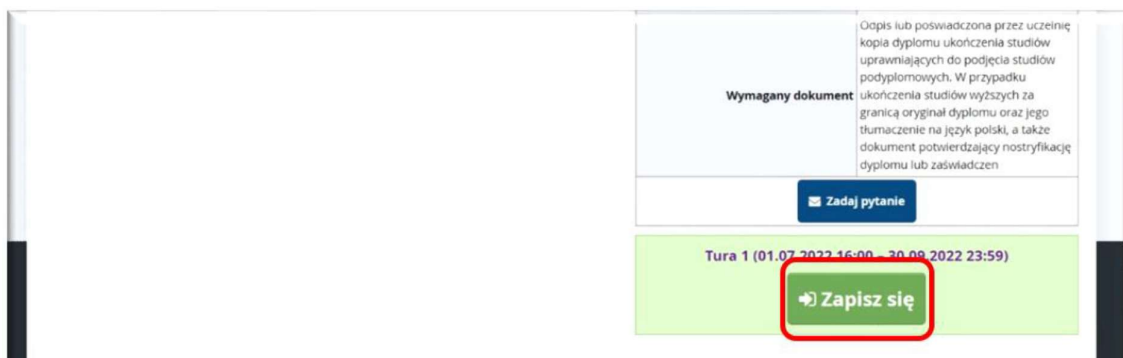 Odpis lub poświadczona przez uczelnię
kopia dyplomu ukończenia studiów
uprawniających do podjęcia studiów
podyplomowych. W przypadku
Wymagany dokument ukończenia studiów wyższych za
granicą oryginał dyplomu oraz jego
tłumaczenie na język polski, a także
dokument potwierdzający nostryfikację
dyplomu lub zaświadczen
Zadaj pytanie
Tura 1 (01.07.2022 16:00 – 30.09.2022 23:59)
Zapisz się